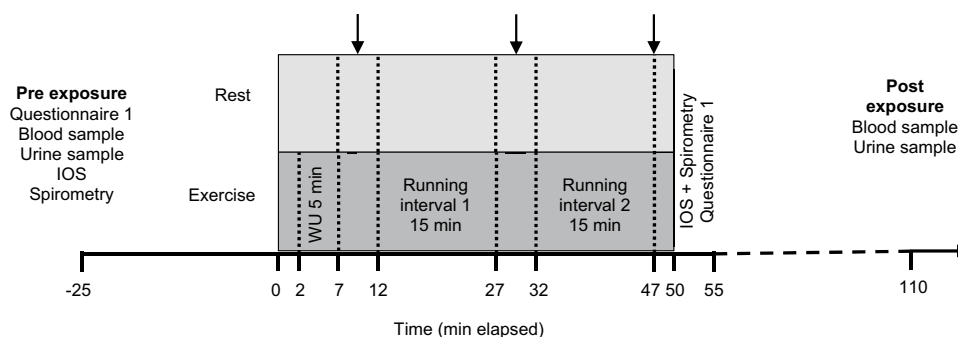 Pre exposure
Questionnaire 1
Blood sample
Urine sample
IOS
Spirometry
Rest
Exercise
WU 5 min
Running
interval 1
15 min
Running
interval 2
15 min
IOS + Spirometry
Questionnaire 1
Post
exposure
Blood sample
Urine sample
-25
0
2
7
12
27
32
47
50
55
110
Time (min elapsed)